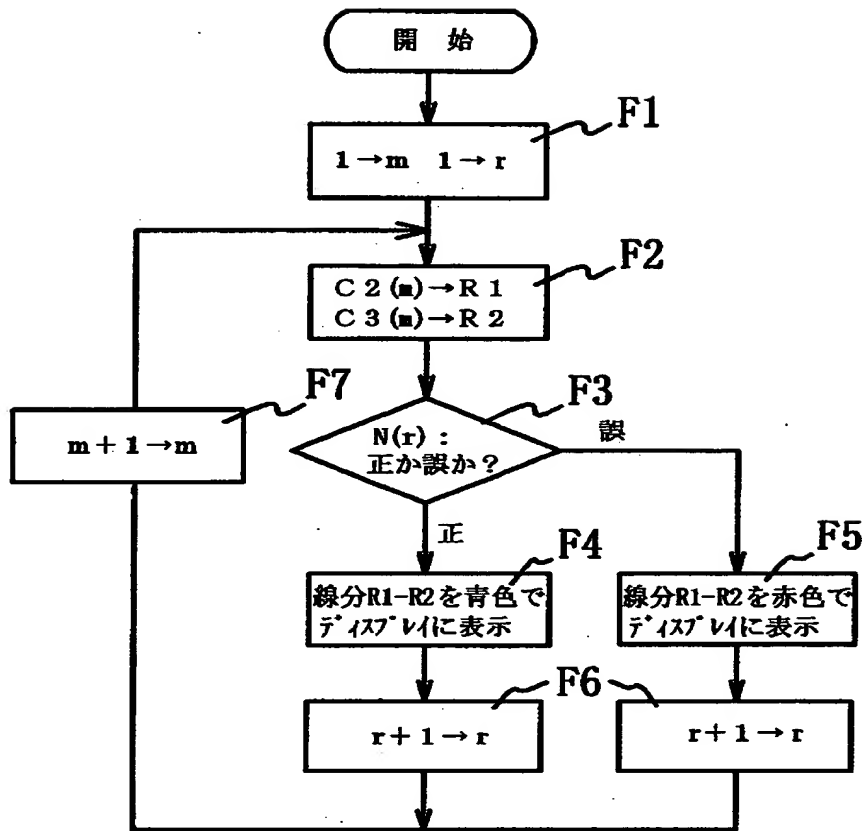 開　始
F1
1→m　1→r
F2
C2(m)→R1
C3(m)→R2
F7
m+1→m
F3
N(r):
正か誤か?
誤
正
F4
線分R1-R2を青色で
ディスプレイに表示
F5
線分R1-R2を赤色で
ディスプレイに表示
F6
r+1→r
r+1→r